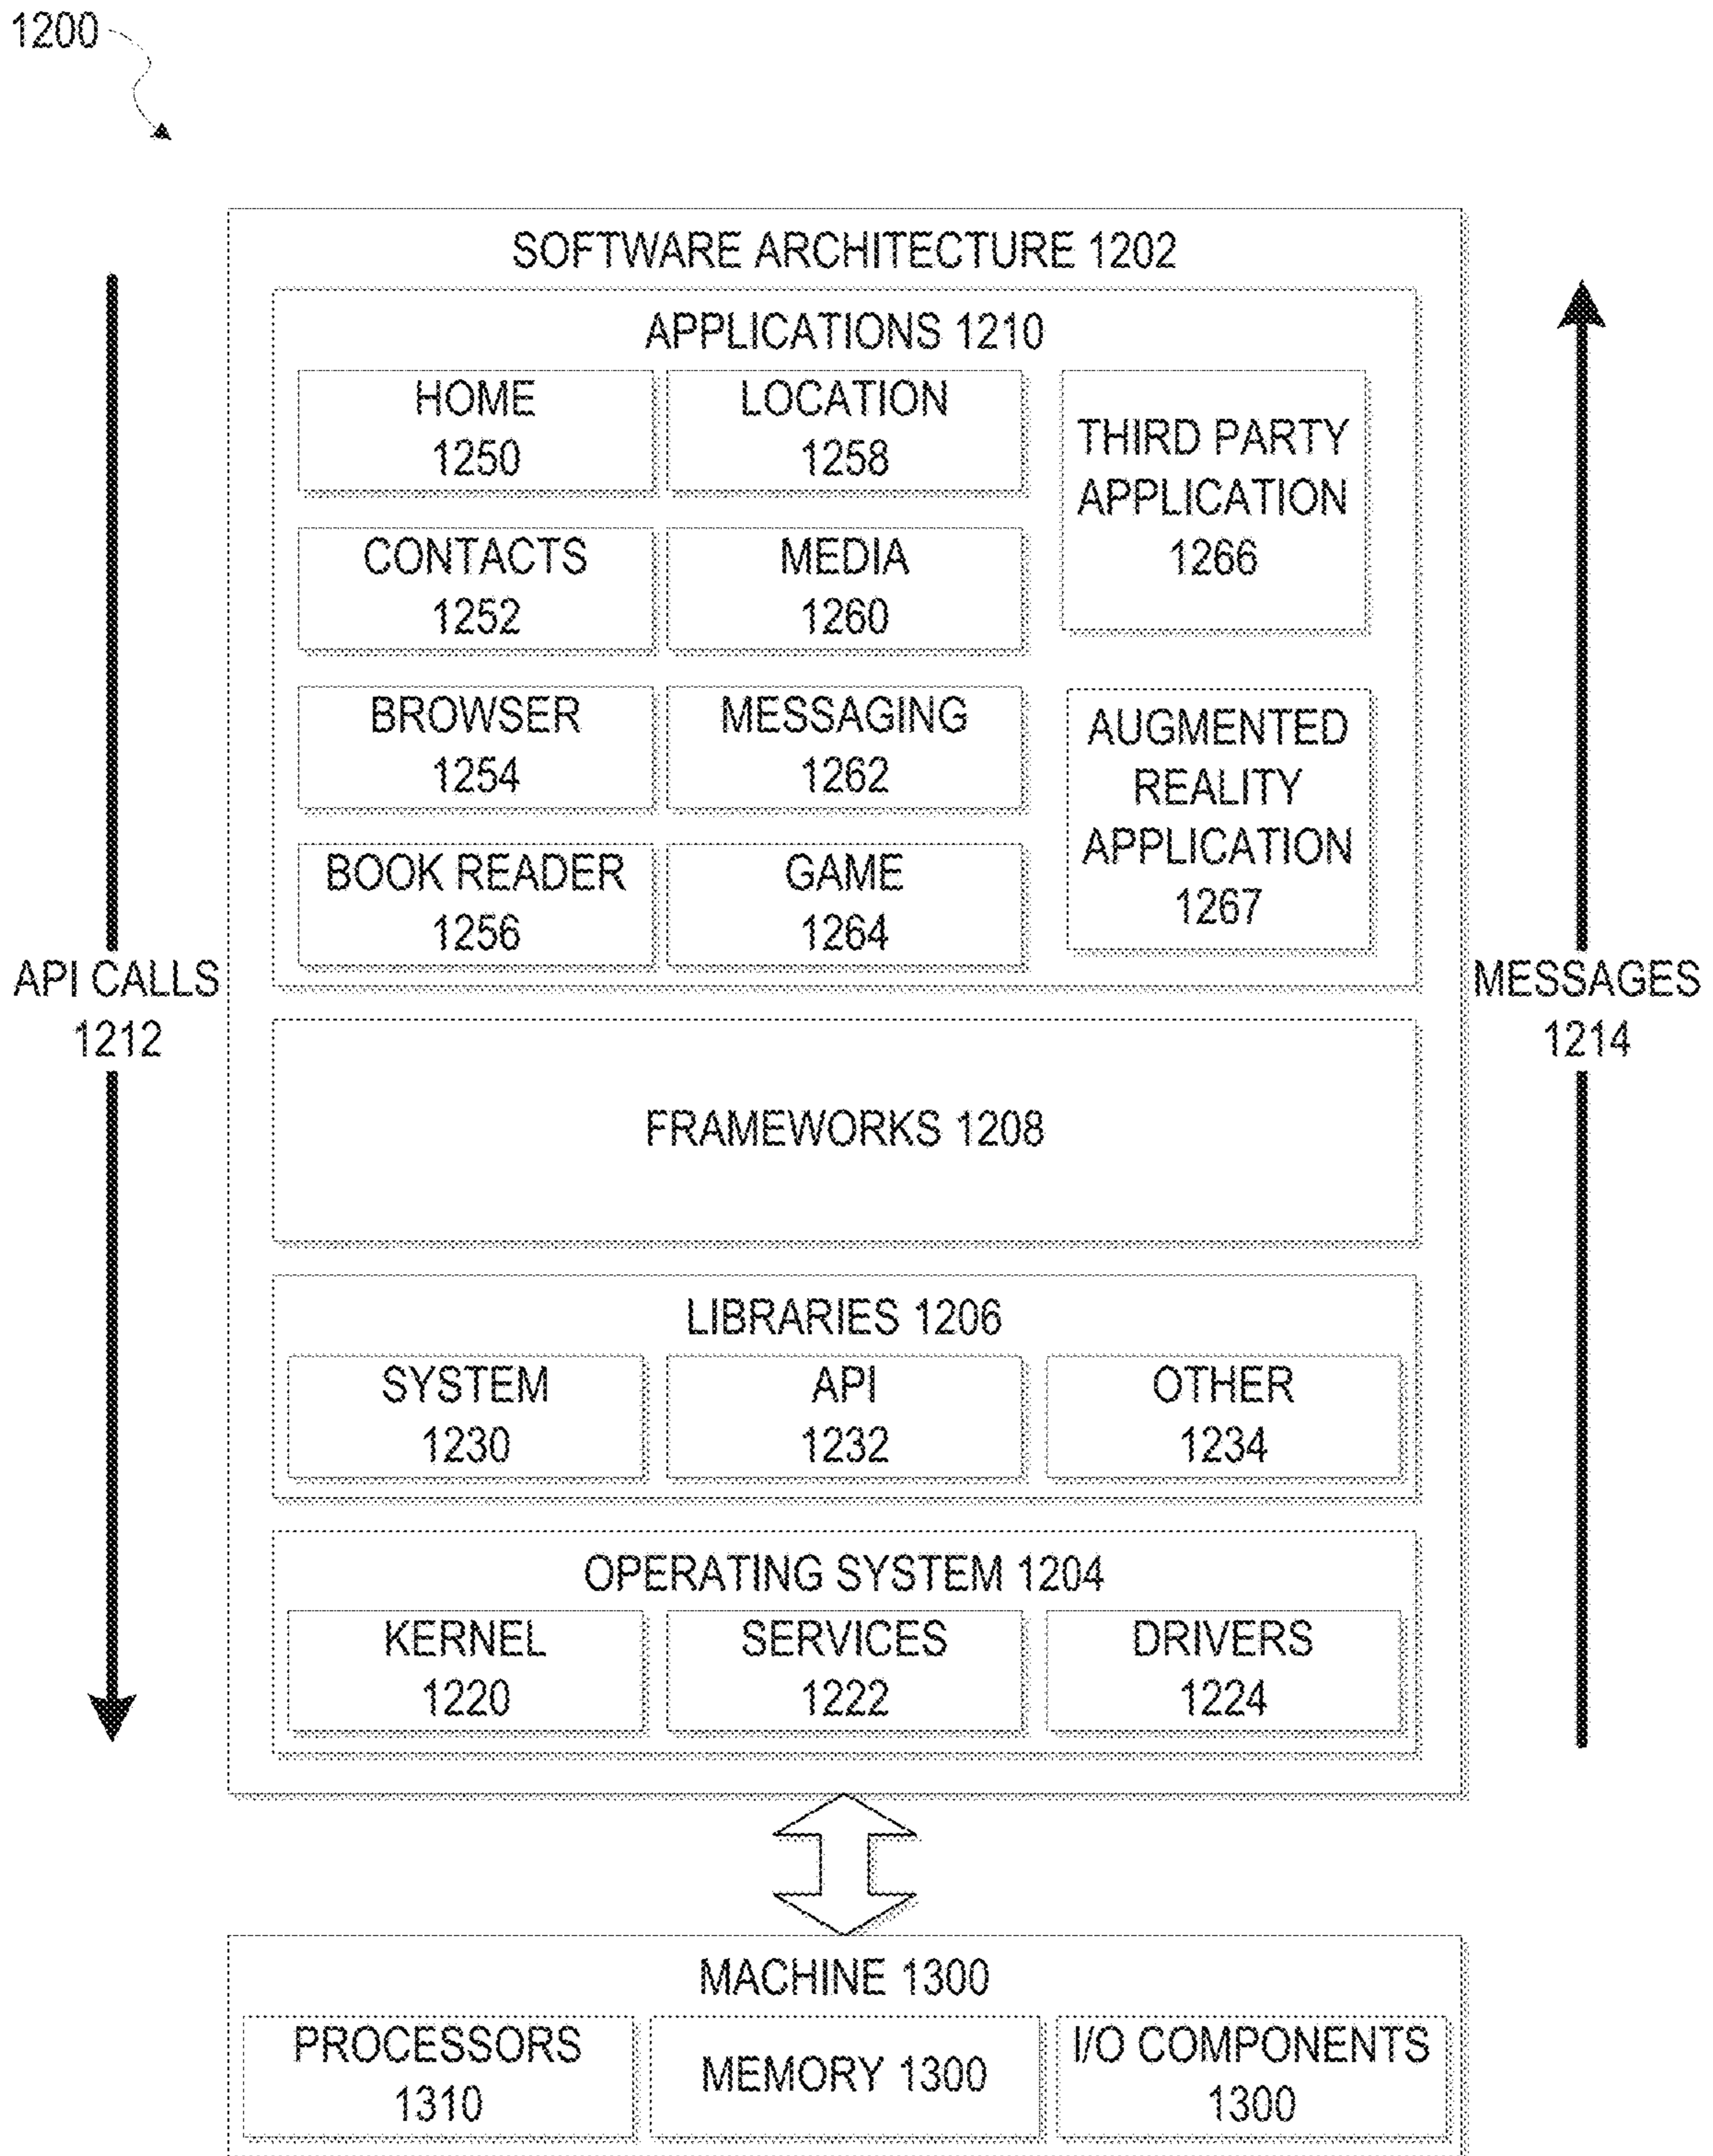 1200
SOFTWARE ARCHITECTURE 1202
APPLICATIONS 1210
HOME
1250
LOCATION
1258
THIRD PARTY
APPLICATION
1266
CONTACTS
1252
MEDIA
1260
BROWSER
1254
MESSAGING
1262
AUGMENTED
REALITY
APPLICATION
1267
BOOK READER
1256
GAME
1264
API CALLS
1212
MESSAGES
1214
FRAMEWORKS 1208
LIBRARIES 1206
SYSTEM
1230
API
1232
OTHER
1234
OPERATING SYSTEM 1204
KERNEL
1220
SERVICES
1222
DRIVERS
1224
MACHINE 1300
PROCESSORS
1310
MEMORY 1300
I/O COMPONENTS
1300